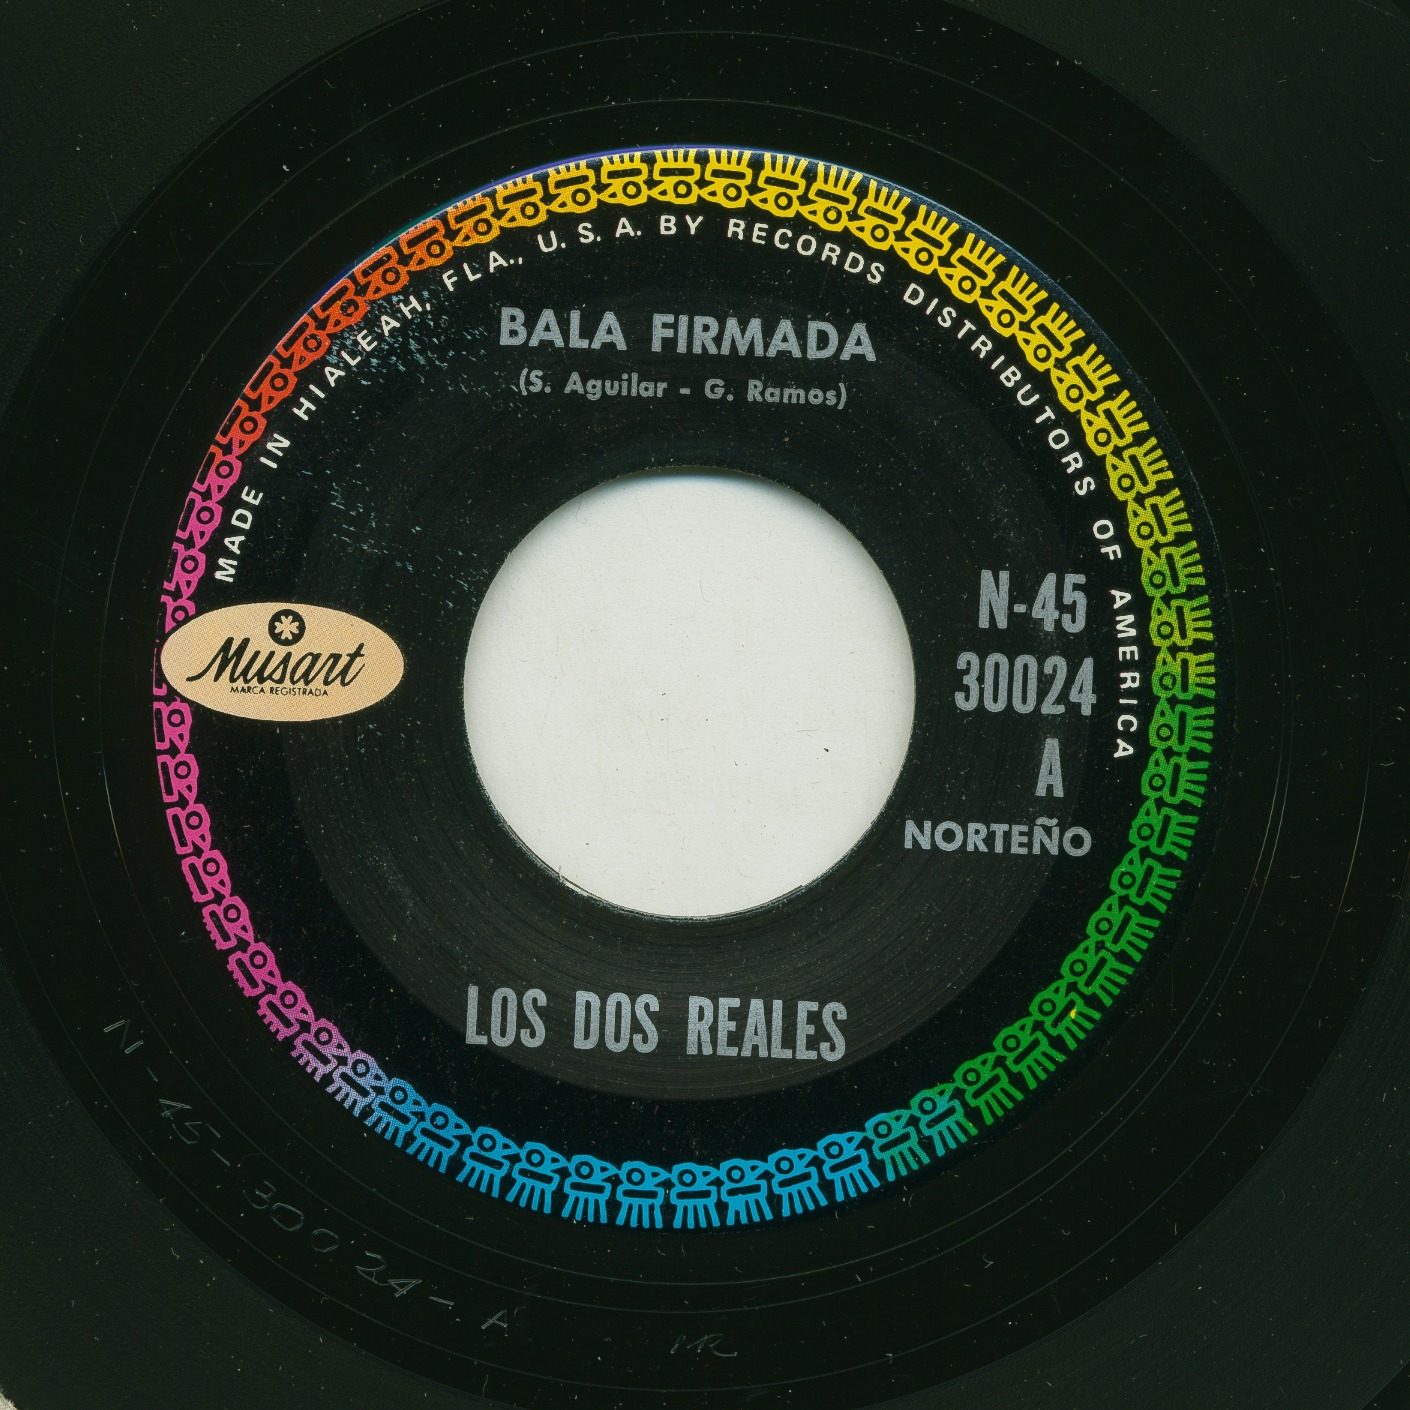 MADE IN HIALEAH, FLA., U. S. A. BY RECORDS DISTRIBUTORS OF AMERICA
BALA FIRMADA
(S. Aguilar - G. Ramos)
Musart
MARCA REGISTRADA
N-45
30024
A
NORTEÑO
LOS DOS REALES
N-45-30024-A